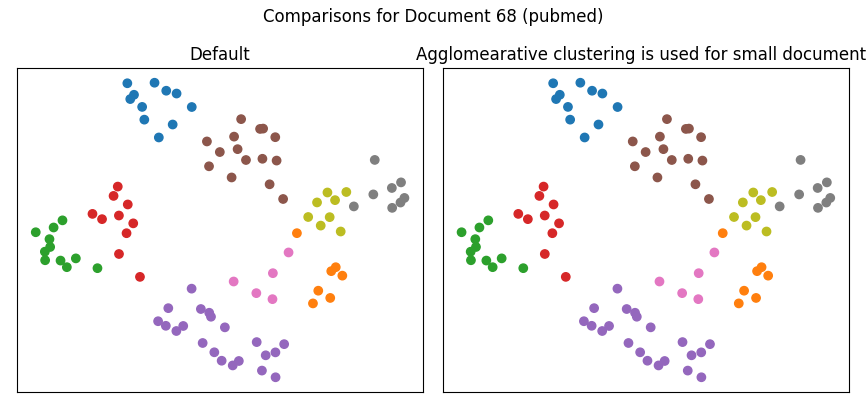 Comparisons for Document 68 (pubmed)
Default
Agglomearative clustering is used for small document